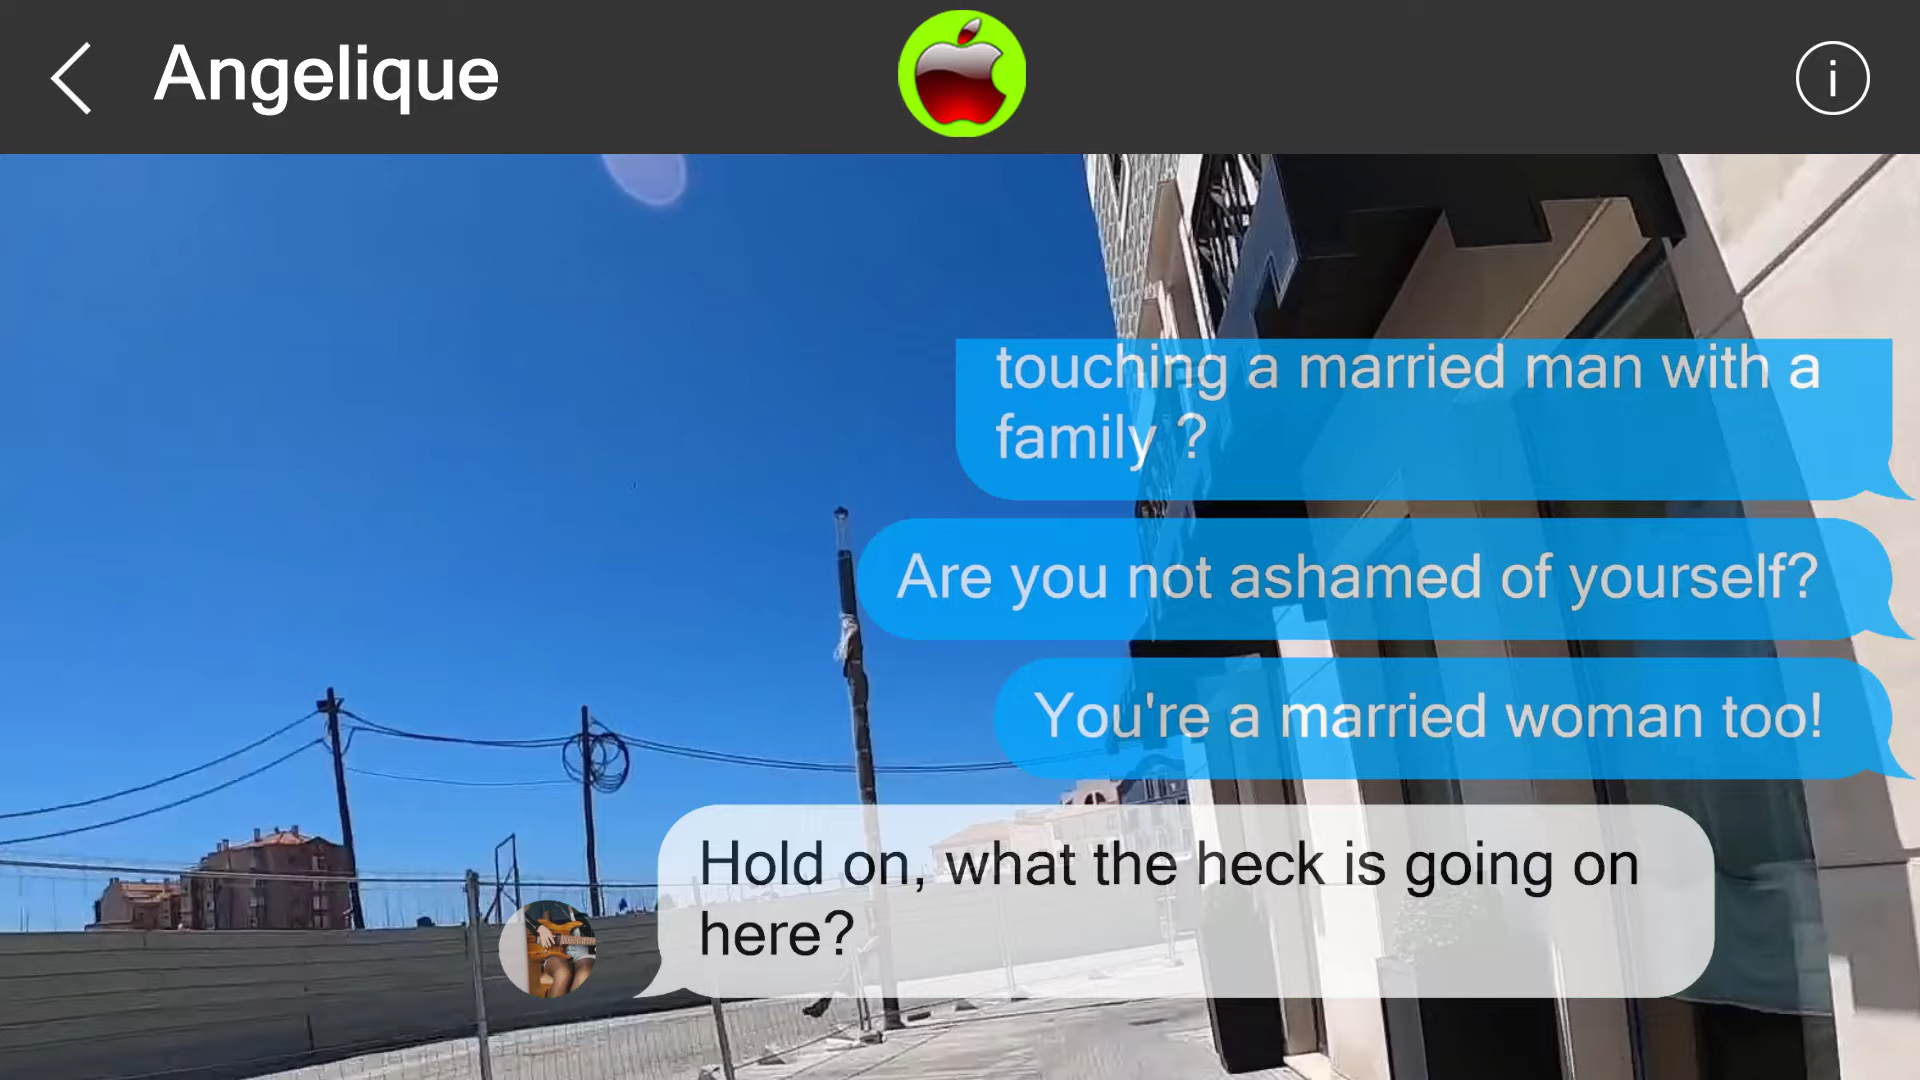 Angelique
i
touching a married man with a
family ?
Are you not ashamed of yourself?
You're a married woman too!
Hold on, what the heck is going on
here?